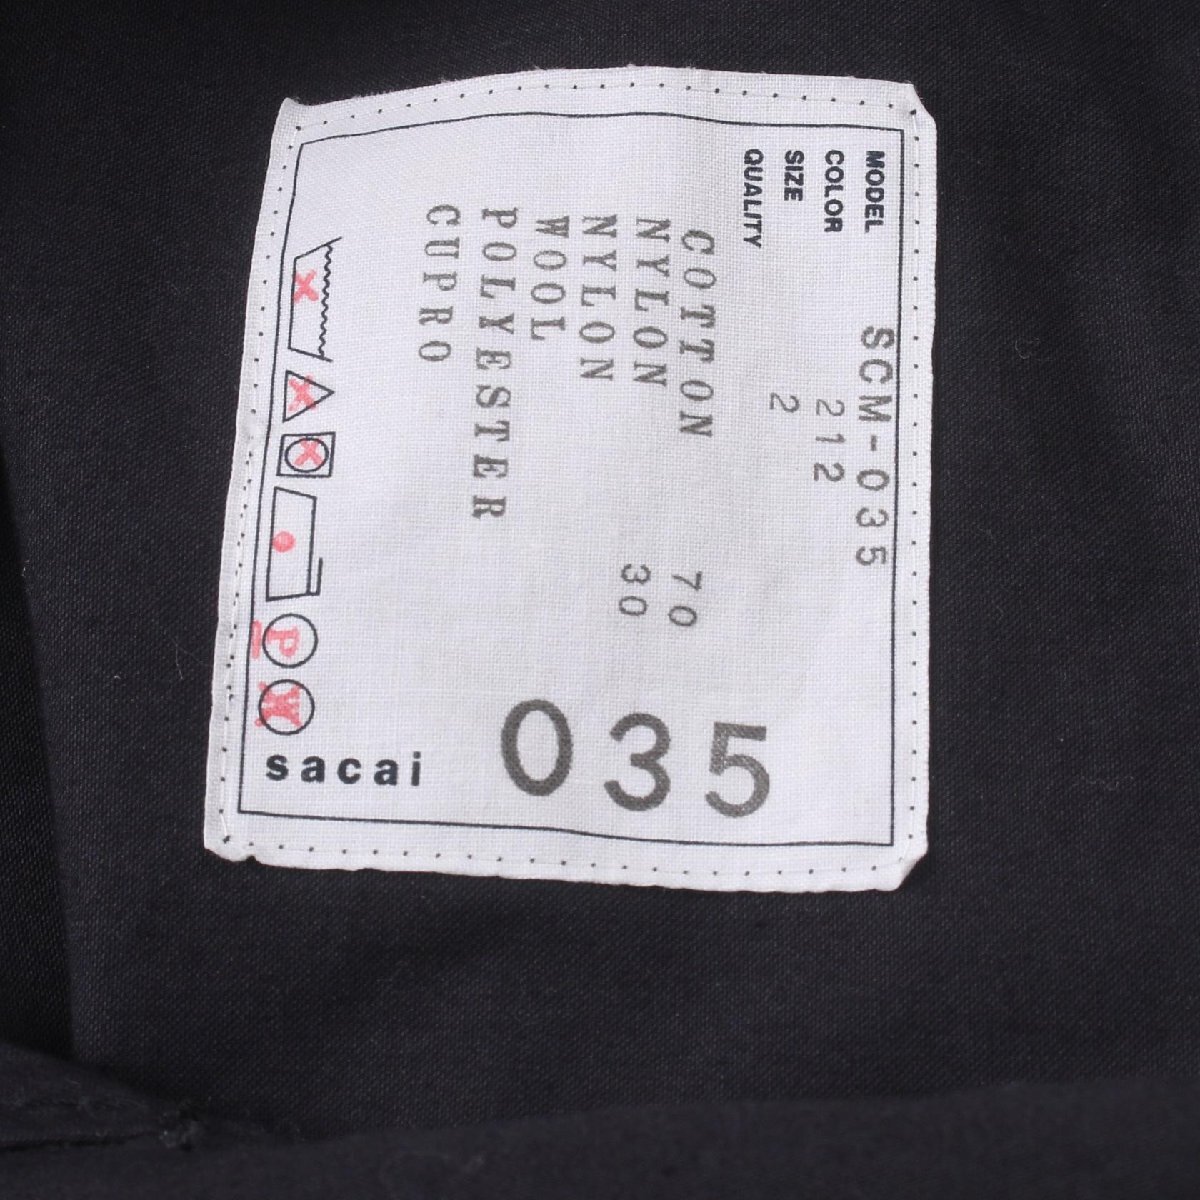 MODEL SCM-035
COLOR 212
SIZE 2
QUALITY
COTTON 70
NYLON 30
NYLON
WOOL
POLYESTER
CUPRO
035
P
sacai